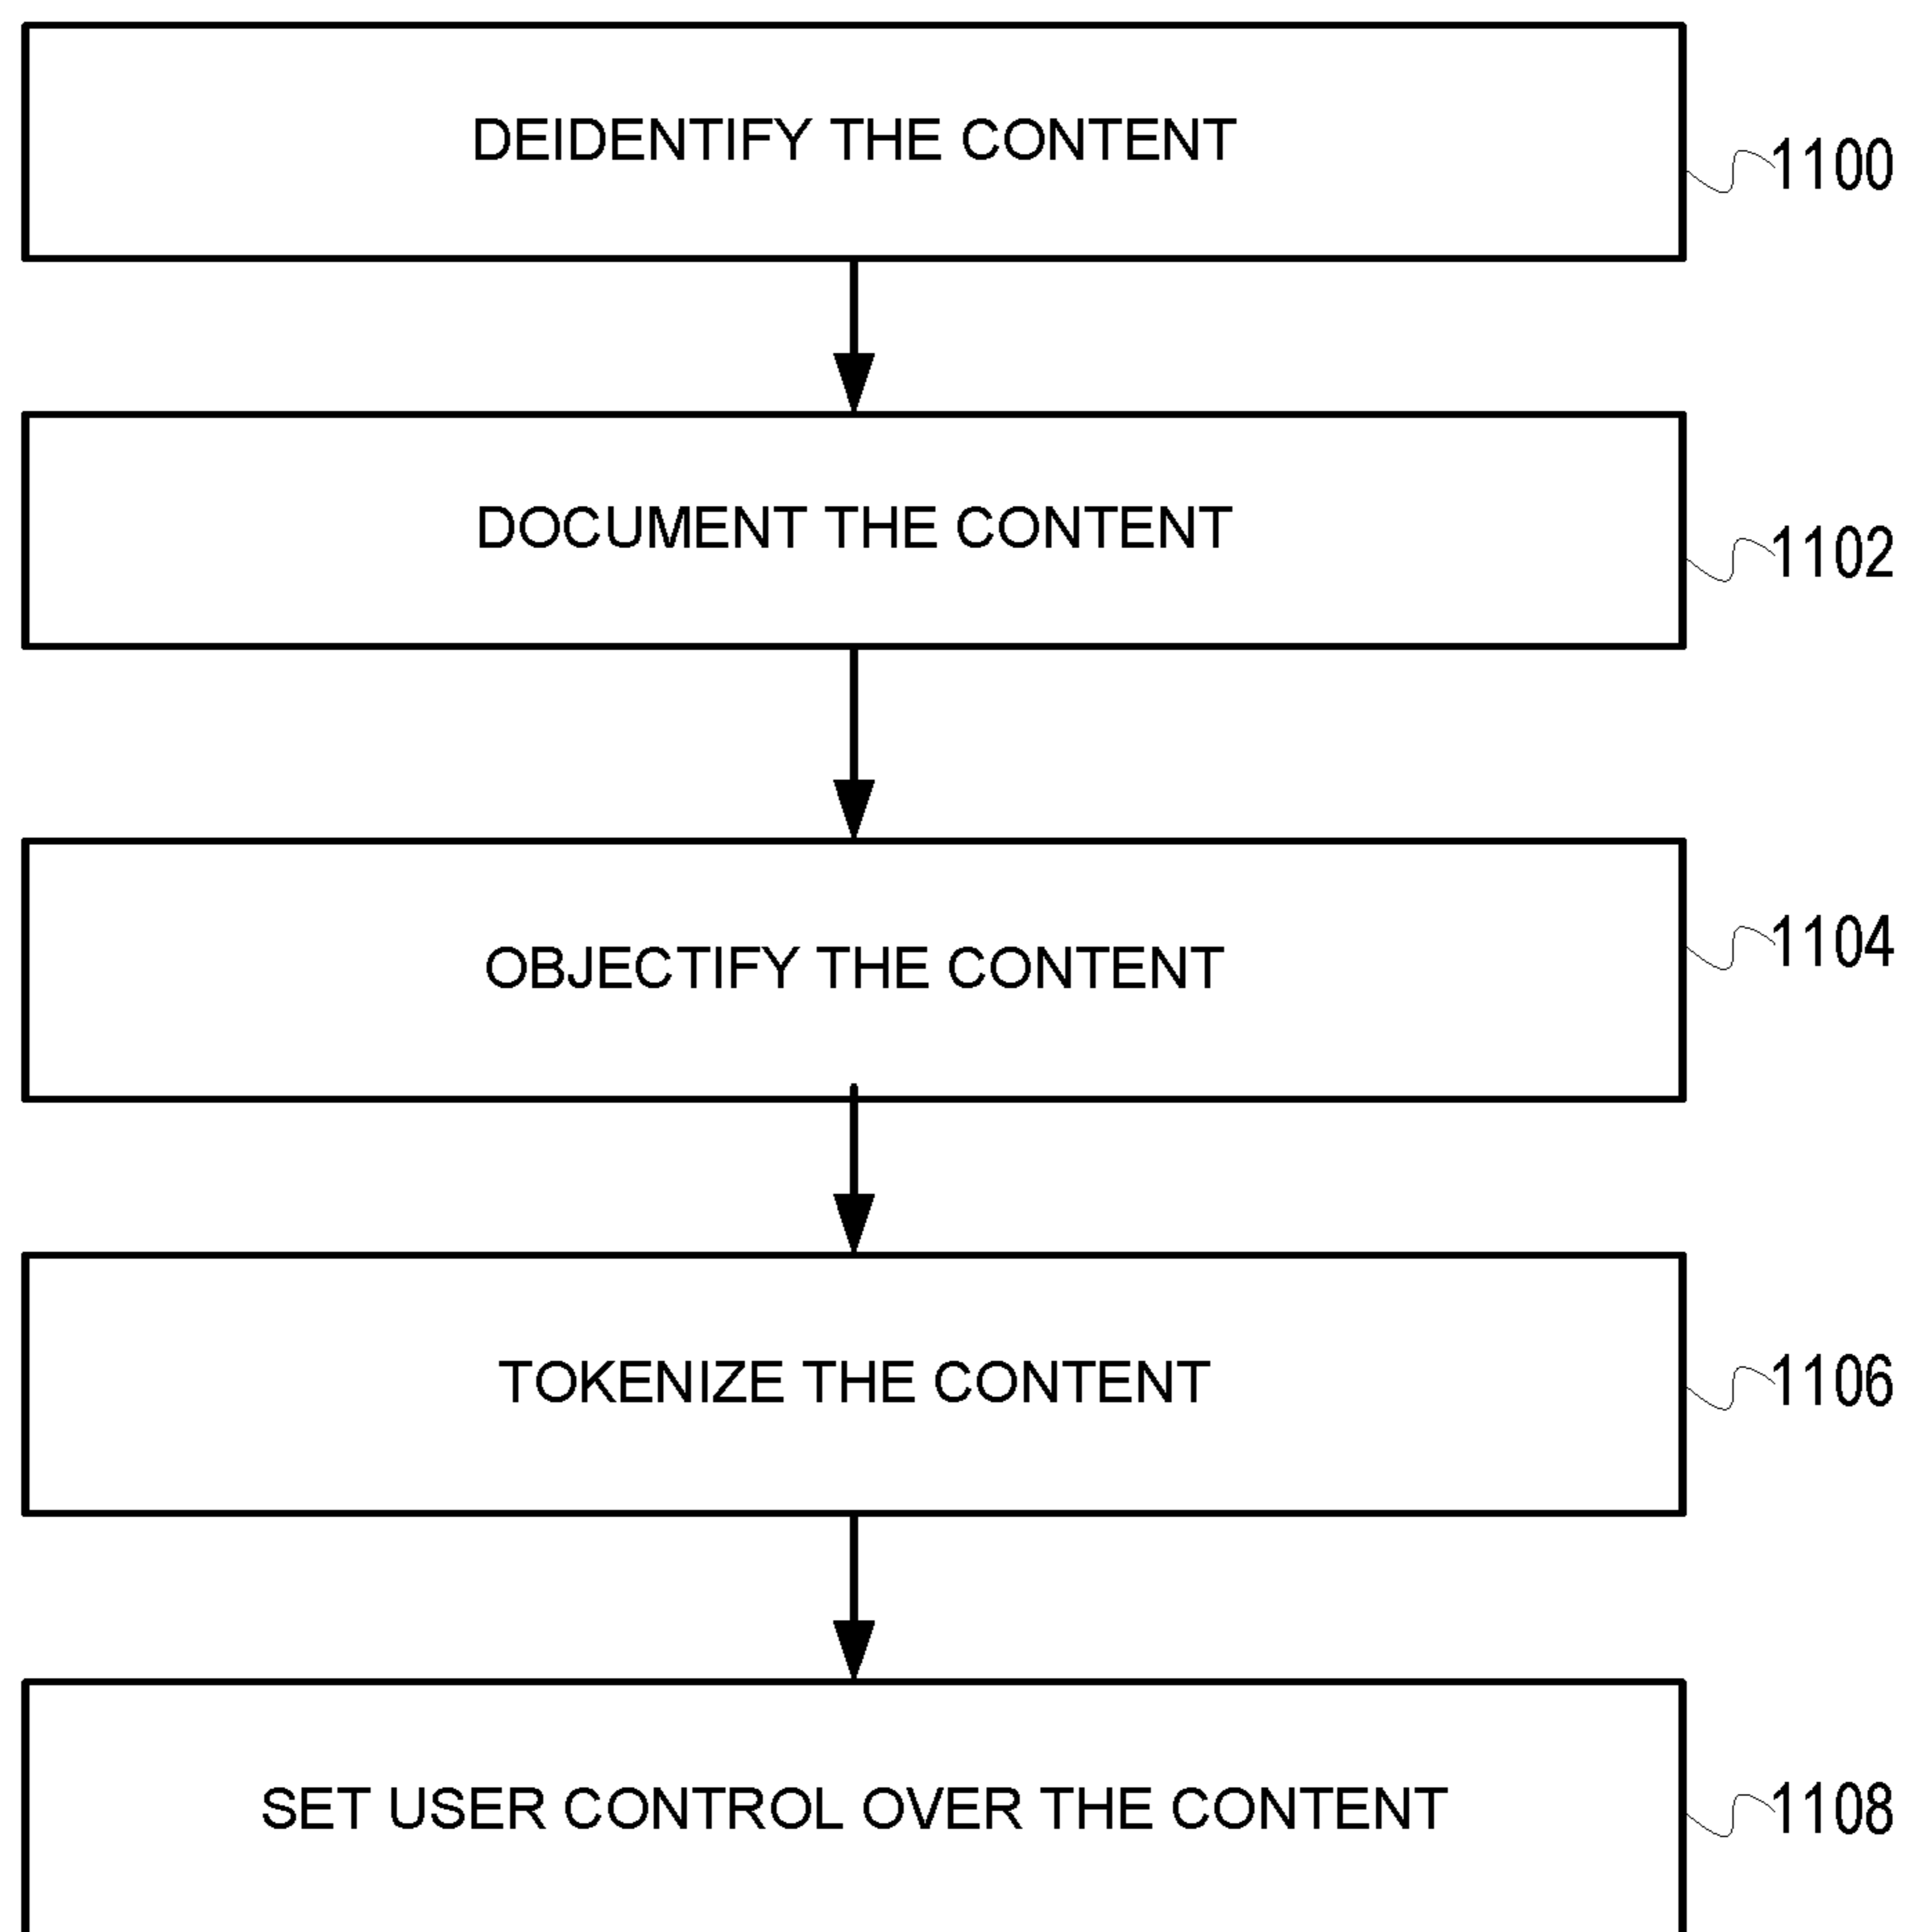 DEIDENTIFY THE CONTENT
1100
DOCUMENT THE CONTENT
1102
OBJECTIFY THE CONTENT
1104
TOKENIZE THE CONTENT
1106
SET USER CONTROL OVER THE CONTENT
1108